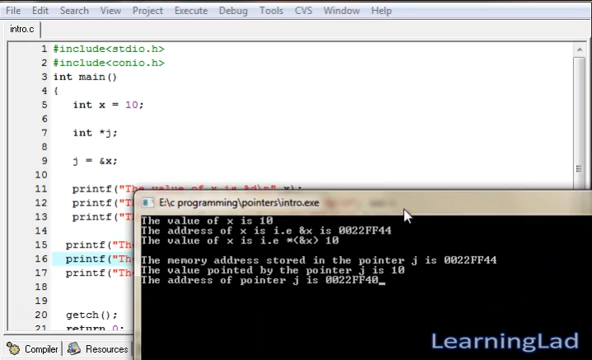 File Edit Search View Project Execute Debug Tools CVS Window Help
intro.c
1 #include<stdio.h>
2 #include<conio.h>
3 int main()
4 {
5 int x = 10;
6
7 int *j;
8
9 j = &x;
10
11 printf("The value of x is %d\n",x);
12 printf("The
13 printf("The
14
15 printf("The
16 printf("The
17 printf("The
18
19
20 getch();
21 return 0;
E:\c programming\pointers\intro.exe
The value of x is 10
The address of x is i.e &x is 0022FF44
The value of x is i.e *(&x) 10
The memory address stored in the pointer j is 0022FF44
The value pointed by the pointer j is 10
The address of pointer j is 0022FF40_
Compiler Resources
LearningLad